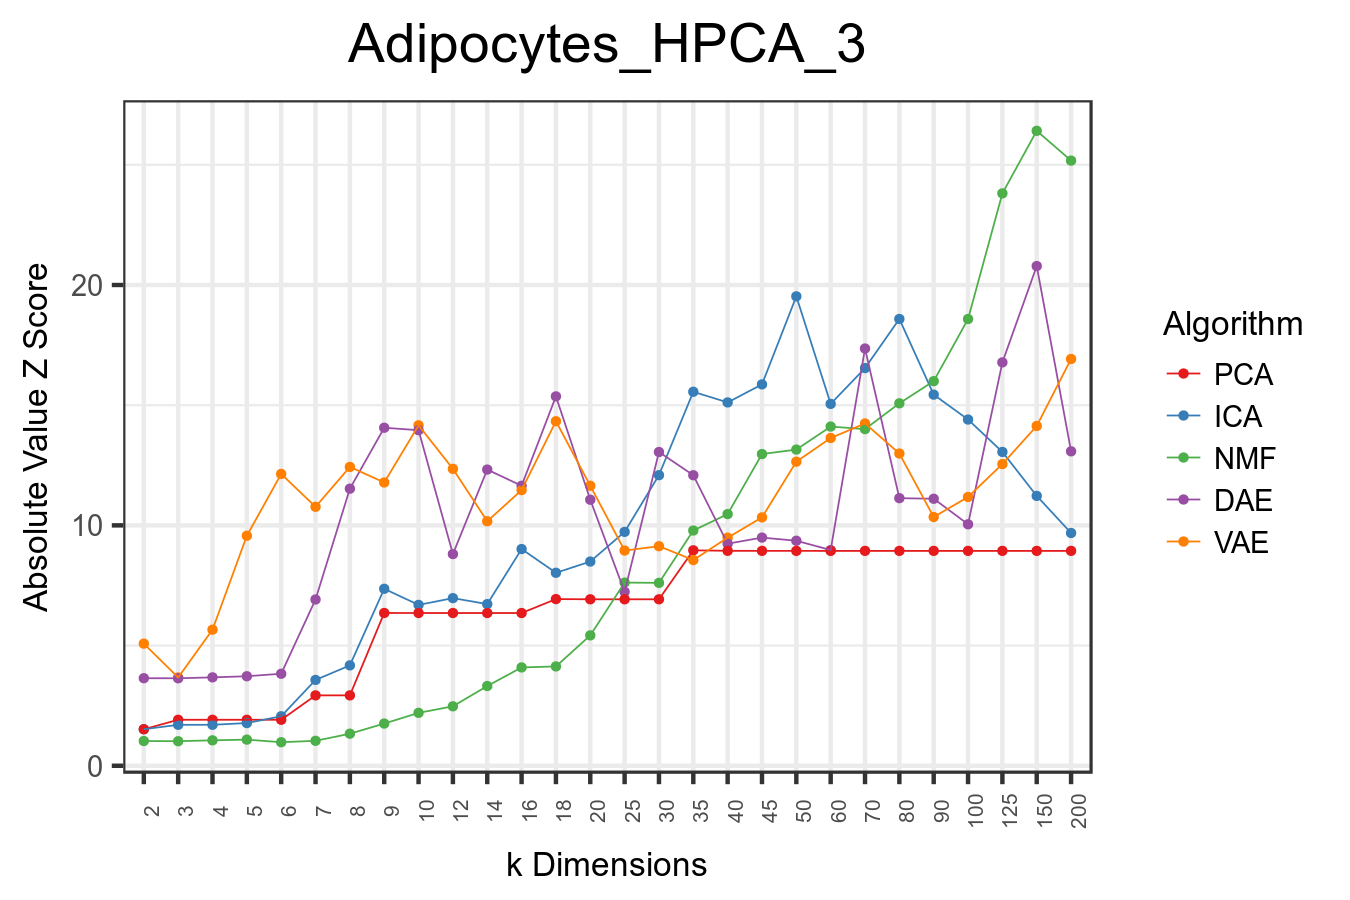 Adipocytes_HPCA_3
Absolute Value Z Score
20
10
0
2 3 4 5 6 7 8 9 10 12 14 16 18 20 25 30 35 40 45 50 60 70 80 90 100 125 150 200
k Dimensions
Algorithm
PCA
ICA
NMF
DAE
VAE